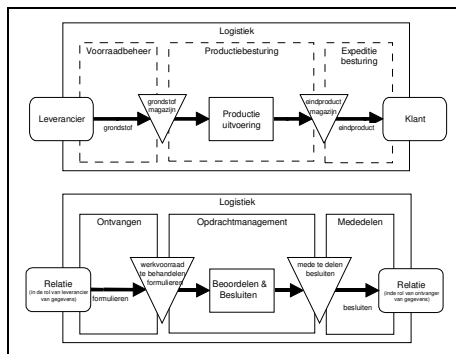 Logistiek
Voorraadbeheer
Productiebesturing
Expeditie
besturing
Leverancier
grondstof
grondstof
magazijn
Productie
uitvoering
eindproduct
magazijn
eindproduct
Klant
Logistiek
Ontvangen
Opdrachtmanagement
Mededelen
Relatie
(in de rol van leverancier
van gegevens)
formulieren
werkvoorraad
te behandelen
formulieren
Beoordelen &
Besluiten
mede te delen
besluiten
besluiten
Relatie
(inde rol van ontvanger
van gegevens)